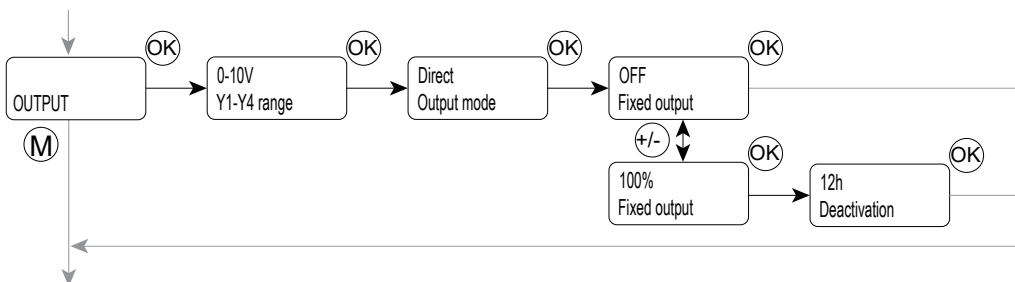 OK
OK
OK
OK
OUTPUT
0-10V
Y1-Y4 range
Direct
Output mode
OFF
Fixed output
M
+/-
OK
OK
100%
Fixed output
12h
Deactivation